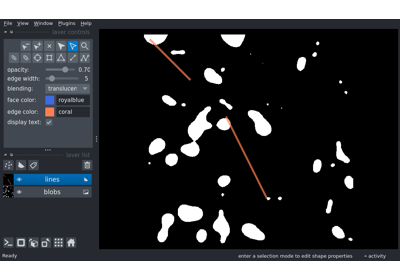 File View Window Plugins Help
layer controls
opacity: 0.70
edge width: 5
blending: translucen
face color: royalblue
edge color: coral
display text:
layer list
lines
blobs
Ready enter a selection mode to edit shape properties activity